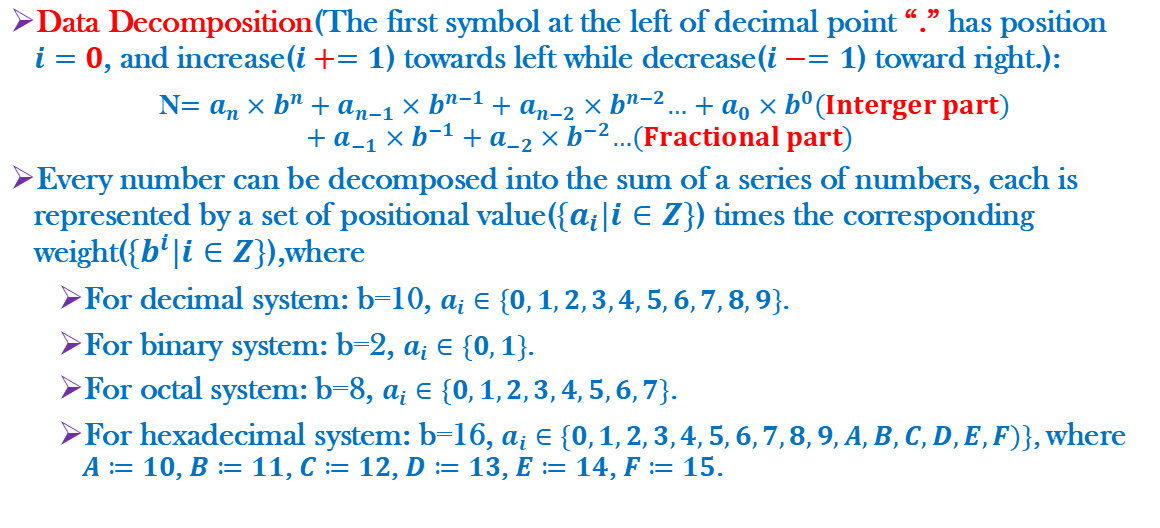 ➢Data Decomposition(The first symbol at the left of decimal point “.” has position
i = 0, and increase(i += 1) towards left while decrease(i −= 1) toward right.):
N= aₙ × bⁿ + aₙ₋₁ × bⁿ⁻¹ + aₙ₋₂ × bⁿ⁻²… + a₀ × b⁰(Interger part)
+ a₋₁ × b⁻¹ + a₋₂ × b⁻²…(Fractional part)
➢Every number can be decomposed into the sum of a series of numbers, each is
represented by a set of positional value({aᵢ|i ∈ Z}) times the corresponding
weight({bⁱ|i ∈ Z}),where
➢For decimal system: b=10, aᵢ ∈ {0, 1, 2, 3, 4, 5, 6, 7, 8, 9}.
➢For binary system: b=2, aᵢ ∈ {0, 1}.
➢For octal system: b=8, aᵢ ∈ {0, 1, 2, 3, 4, 5, 6, 7}.
➢For hexadecimal system: b=16, aᵢ ∈ {0, 1, 2, 3, 4, 5, 6, 7, 8, 9, A, B, C, D, E, F)}, where
A ≔ 10, B ≔ 11, C ≔ 12, D ≔ 13, E ≔ 14, F ≔ 15.